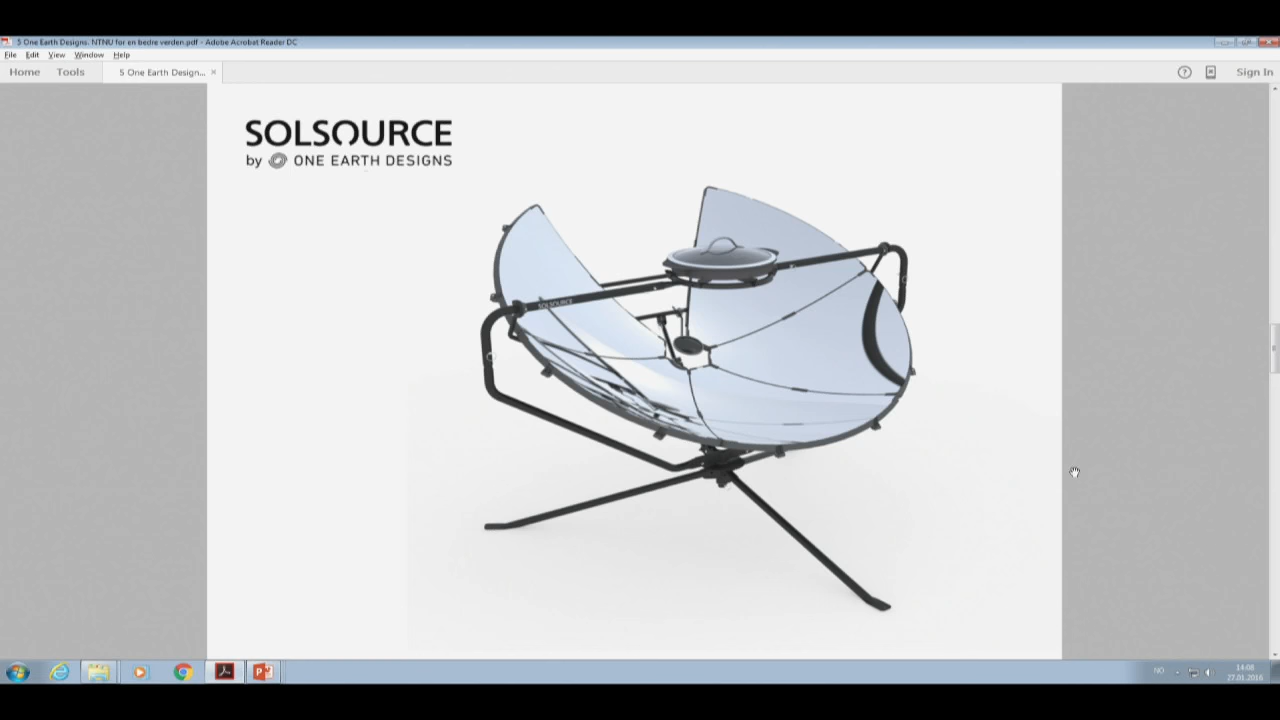 5 One Earth Designs. NTNU for en bedre verden.pdf - Adobe Acrobat Reader DC
File Edit View Window Help
Home Tools 5 One Earth Design... Sign In
SOLSOURCE
by ONE EARTH DESIGNS
SOLSOURCE
NO
14:08
27.01.2016